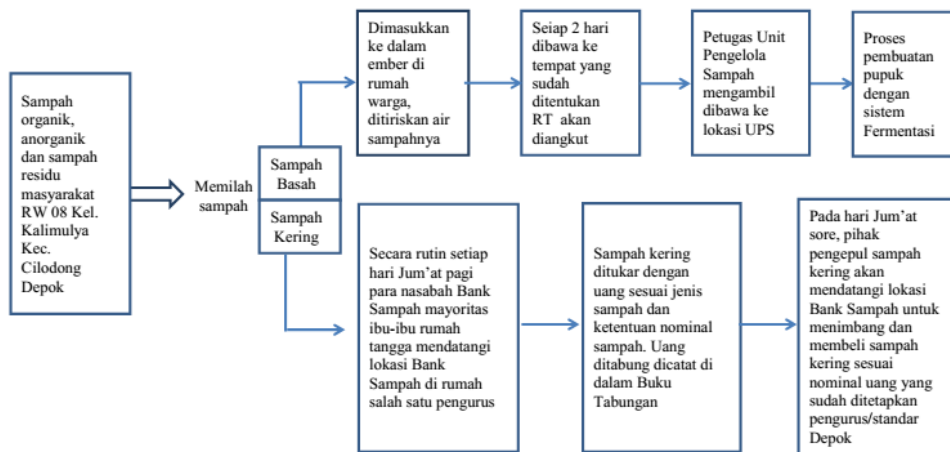 Sampah
organik,
anorganik
dan sampah
residu
masyarakat
RW 08 Kel.
Kalimulya
Kec.
Cilodong
Depok
Memilah
sampah
Sampah
Basah
Sampah
Kering
Dimasukkan
ke dalam
ember di
rumah
warga,
ditiriskan air
sampahnya
Seiap 2 hari
dibawa ke
tempat yang
sudah
ditentukan
RT akan
diangkut
Petugas Unit
Pengelola
Sampah
mengambil
dibawa ke
lokasi UPS
Proses
pembuatan
pupuk
dengan
sistem
Fermentasi
Secara rutin setiap
hari Jum’at pagi
para nasabah Bank
Sampah mayoritas
ibu-ibu rumah
tangga mendatangi
lokasi Bank
Sampah di rumah
salah satu pengurus
Sampah kering
ditukar dengan
uang sesuai jenis
sampah dan
ketentuan nominal
sampah. Uang
ditabung dicatat di
dalam Buku
Tabungan
Pada hari Jum’at
sore, pihak
pengepul sampah
kering akan
mendatangi lokasi
Bank Sampah untuk
menimbang dan
membeli sampah
kering sesuai
nominal uang yang
sudah ditetapkan
pengurus/standar
Depok